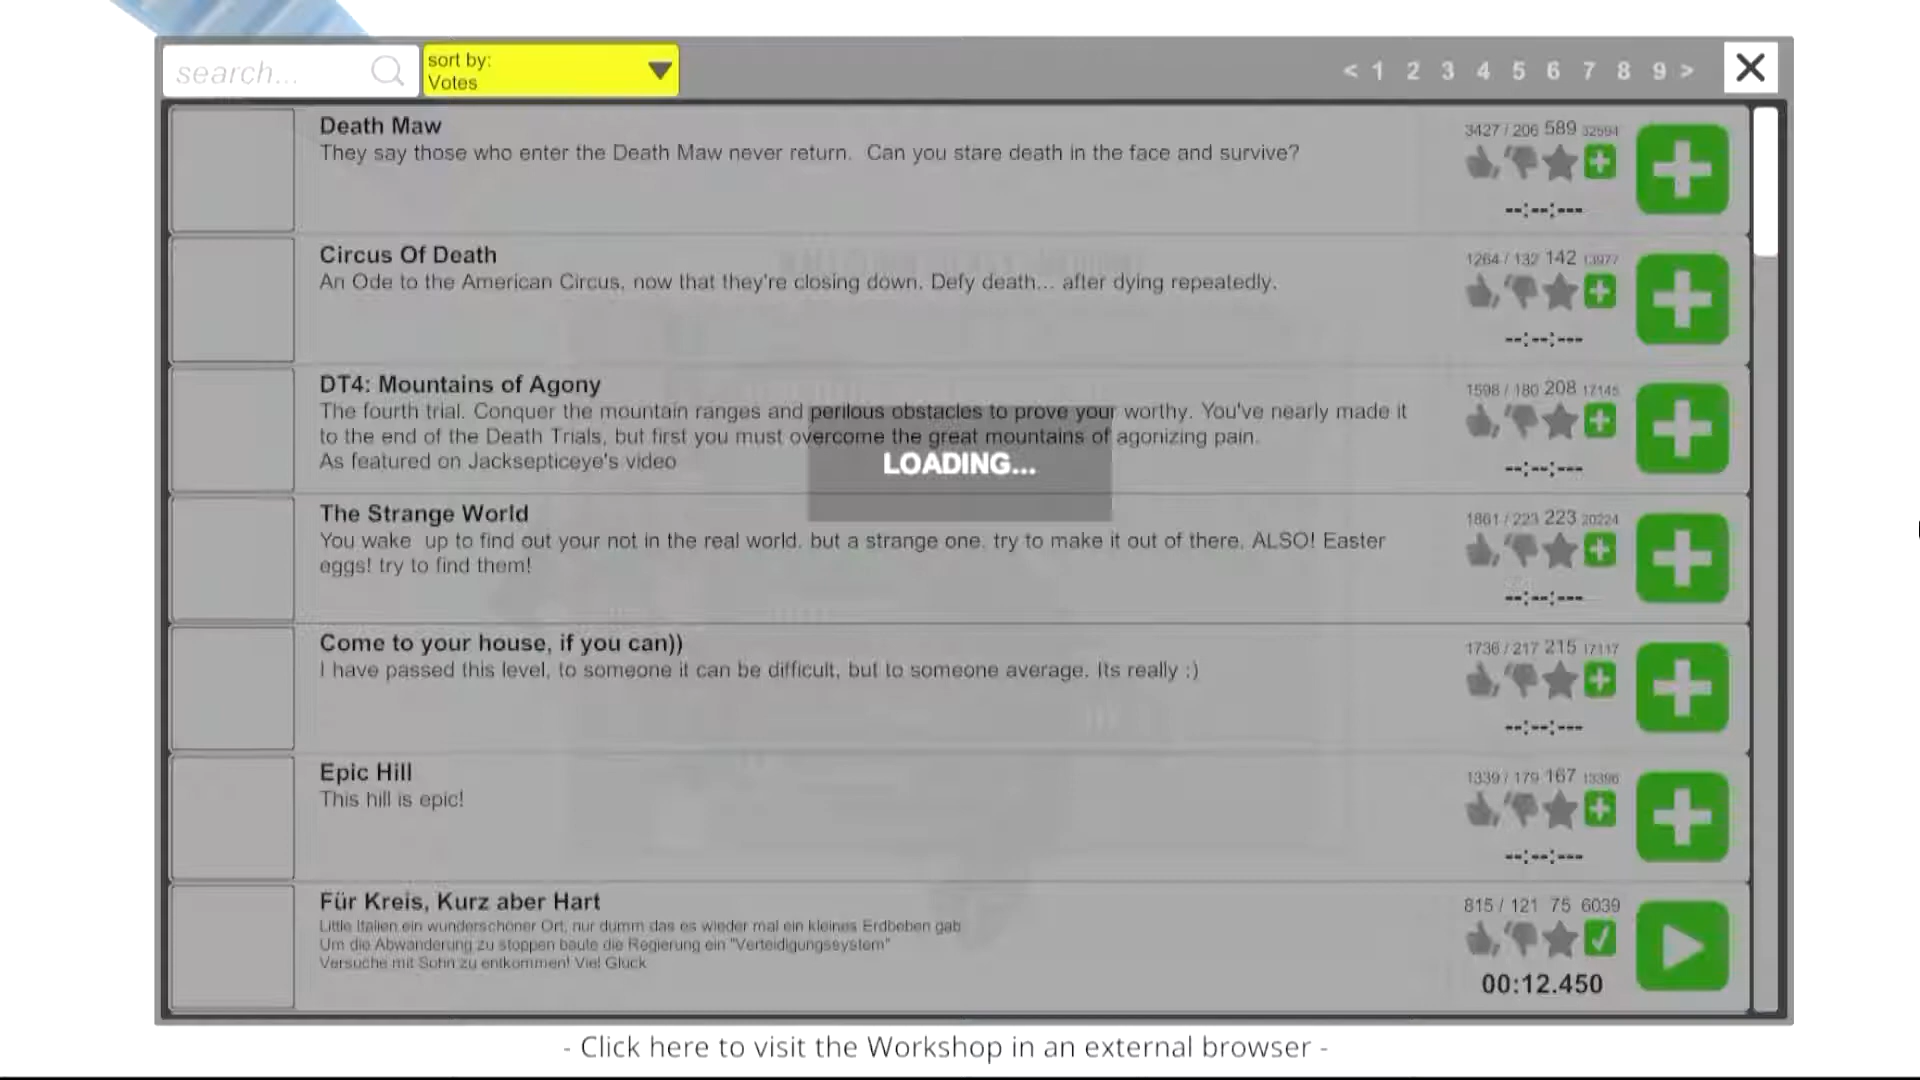 search...
sort by:
Votes
< 1 2 3 4 5 6 7 8 9 >
Death Maw
They say those who enter the Death Maw never return.  Can you stare death in the face and survive?
3427 / 206 589 32594
--:--:---
Circus Of Death
An Ode to the American Circus, now that they're closing down. Defy death... after dying repeatedly.
1264 / 132 142 13977
--:--:---
DT4: Mountains of Agony
The fourth trial. Conquer the mountain ranges and perilous obstacles to prove your worthy. You've nearly made it
to the end of the Death Trials, but first you must overcome the great mountains of agonizing pain.
As featured on Jacksepticeye's video
1598 / 180 208 17145
--:--:---
LOADING...
The Strange World
You wake  up to find out your not in the real world. but a strange one. try to make it out of there. ALSO! Easter
eggs! try to find them!
1861 / 223 223 20224
--:--:---
Come to your house, if you can))
I have passed this level, to someone it can be difficult, but to someone average. Its really :)
1736 / 217 215 17117
--:--:---
Epic Hill
This hill is epic!
1339 / 179 167 13396
--:--:---
Für Kreis, Kurz aber Hart
Little Italien ein wunderschöner Ort, nur dumm das es wieder mal ein kleines Erdbeben gab
Um die Abwanderung zu stoppen baute die Regierung ein "Verteidigungssystem"
Versuche mit Sohn zu entkommen! Viel Glück
815 / 121 75 6039
00:12.450
- Click here to visit the Workshop in an external browser -